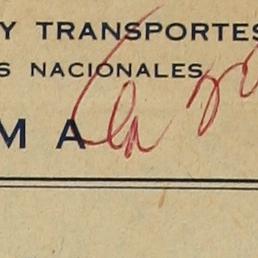 Y TRANSPORTES
S NACIONALES
M A